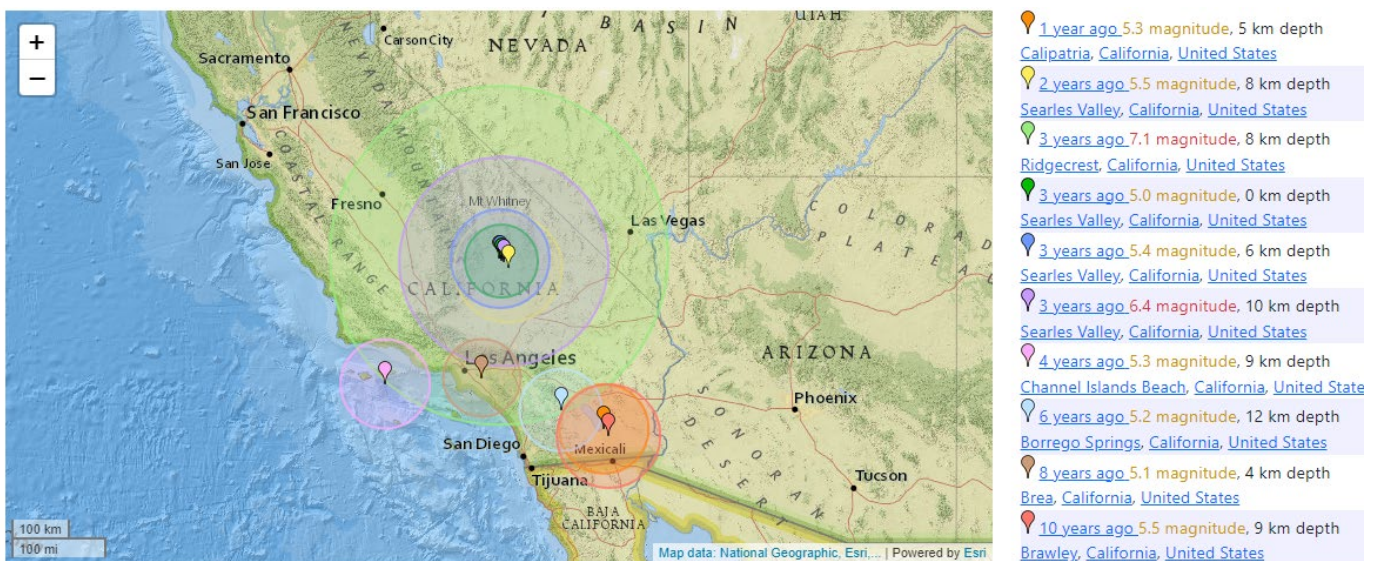 +
−
B A S I N
UTAH
Carson City
NEVADA
Sacramento
NEVADA
San Francisco
COASTAL
San Jose
Mt Whitney
Fresno
Las Vegas
COLORADO
PLATEAU
RANGE
CALIFORNIA
Los Angeles
ARIZONA
Phoenix
SONORAN
DESERT
San Diego
Mexicali
Tijuana
Tucson
BAJA
CALIFORNIA
100 km
100 mi
Map data: National Geographic, Esri,... | Powered by Esri
1 year ago 5.3 magnitude, 5 km depth
Calipatria, California, United States
2 years ago 5.5 magnitude, 8 km depth
Searles Valley, California, United States
3 years ago 7.1 magnitude, 8 km depth
Ridgecrest, California, United States
3 years ago 5.0 magnitude, 0 km depth
Searles Valley, California, United States
3 years ago 5.4 magnitude, 6 km depth
Searles Valley, California, United States
3 years ago 6.4 magnitude, 10 km depth
Searles Valley, California, United States
4 years ago 5.3 magnitude, 9 km depth
Channel Islands Beach, California, United State
6 years ago 5.2 magnitude, 12 km depth
Borrego Springs, California, United States
8 years ago 5.1 magnitude, 4 km depth
Brea, California, United States
10 years ago 5.5 magnitude, 9 km depth
Brawley, California, United States